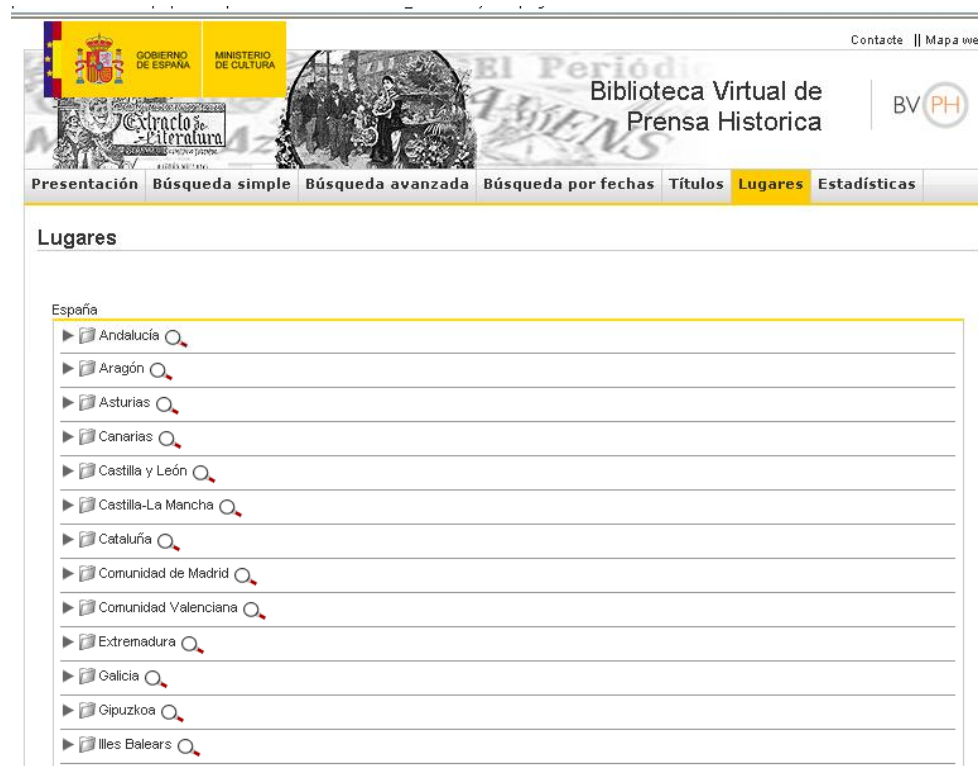 GOBIERNO
DE ESPAÑA
MINISTERIO
DE CULTURA
Contacte || Mapa we
El Periódic
Biblioteca Virtual de
Prensa Historica
BV PH
Extracto de
Literatura
Presentación Búsqueda simple Búsqueda avanzada Búsqueda por fechas Títulos Lugares Estadísticas
Lugares
España
Andalucía
Aragón
Asturias
Canarias
Castilla y León
Castilla-La Mancha
Cataluña
Comunidad de Madrid
Comunidad Valenciana
Extremadura
Galicia
Gipuzkoa
Illes Balears